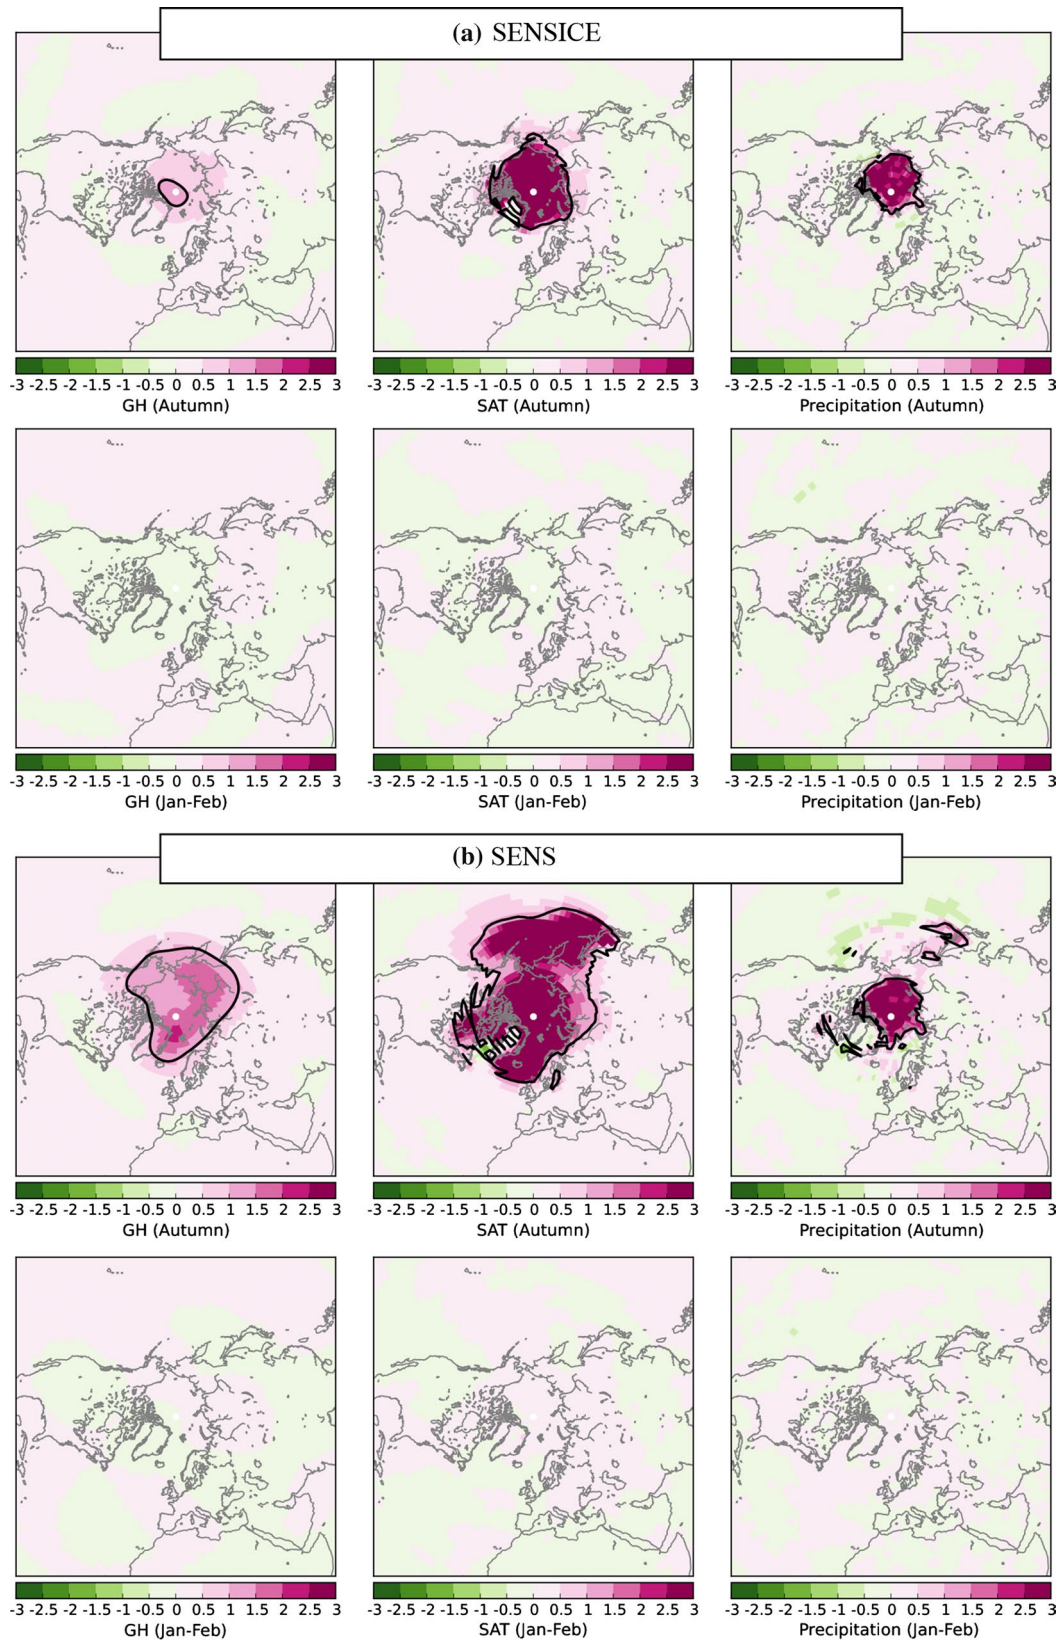 (a) SENSICE
-3 -2.5 -2 -1.5 -1 -0.5 0 0.5 1 1.5 2 2.5 3
GH (Autumn)
-3 -2.5 -2 -1.5 -1 -0.5 0 0.5 1 1.5 2 2.5 3
SAT (Autumn)
-3 -2.5 -2 -1.5 -1 -0.5 0 0.5 1 1.5 2 2.5 3
Precipitation (Autumn)
-3 -2.5 -2 -1.5 -1 -0.5 0 0.5 1 1.5 2 2.5 3
GH (Jan-Feb)
-3 -2.5 -2 -1.5 -1 -0.5 0 0.5 1 1.5 2 2.5 3
SAT (Jan-Feb)
-3 -2.5 -2 -1.5 -1 -0.5 0 0.5 1 1.5 2 2.5 3
Precipitation (Jan-Feb)
(b) SENS
-3 -2.5 -2 -1.5 -1 -0.5 0 0.5 1 1.5 2 2.5 3
GH (Autumn)
-3 -2.5 -2 -1.5 -1 -0.5 0 0.5 1 1.5 2 2.5 3
SAT (Autumn)
-3 -2.5 -2 -1.5 -1 -0.5 0 0.5 1 1.5 2 2.5 3
Precipitation (Autumn)
-3 -2.5 -2 -1.5 -1 -0.5 0 0.5 1 1.5 2 2.5 3
GH (Jan-Feb)
-3 -2.5 -2 -1.5 -1 -0.5 0 0.5 1 1.5 2 2.5 3
SAT (Jan-Feb)
-3 -2.5 -2 -1.5 -1 -0.5 0 0.5 1 1.5 2 2.5 3
Precipitation (Jan-Feb)